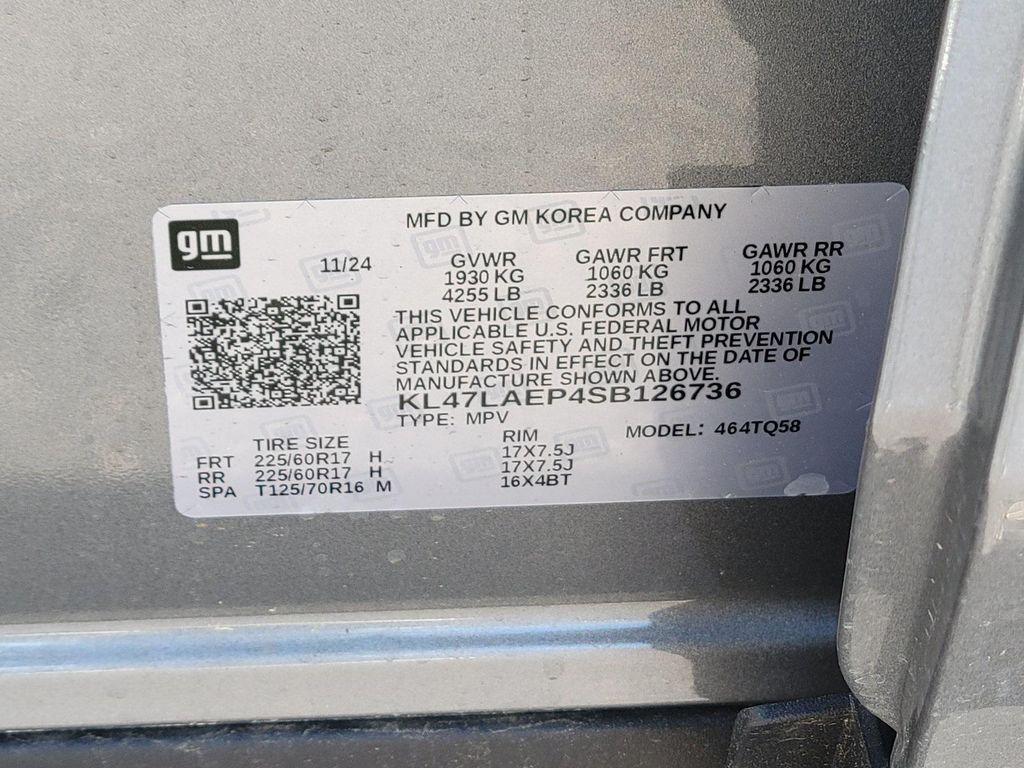 gm
MFD BY GM KOREA COMPANY
11/24
GVWR GAWR FRT GAWR RR
1930 KG 1060 KG 1060 KG
4255 LB 2336 LB 2336 LB
THIS VEHICLE CONFORMS TO ALL
APPLICABLE U.S. FEDERAL MOTOR
VEHICLE SAFETY AND THEFT PREVENTION
STANDARDS IN EFFECT ON THE DATE OF
MANUFACTURE SHOWN ABOVE.
KL47LAEP4SB126736
TYPE: MPV MODEL: 464TQ58
TIRE SIZE RIM
FRT 225/60R17 H 17X7.5J
RR 225/60R17 H 17X7.5J
SPA T125/70R16 M 16X4BT